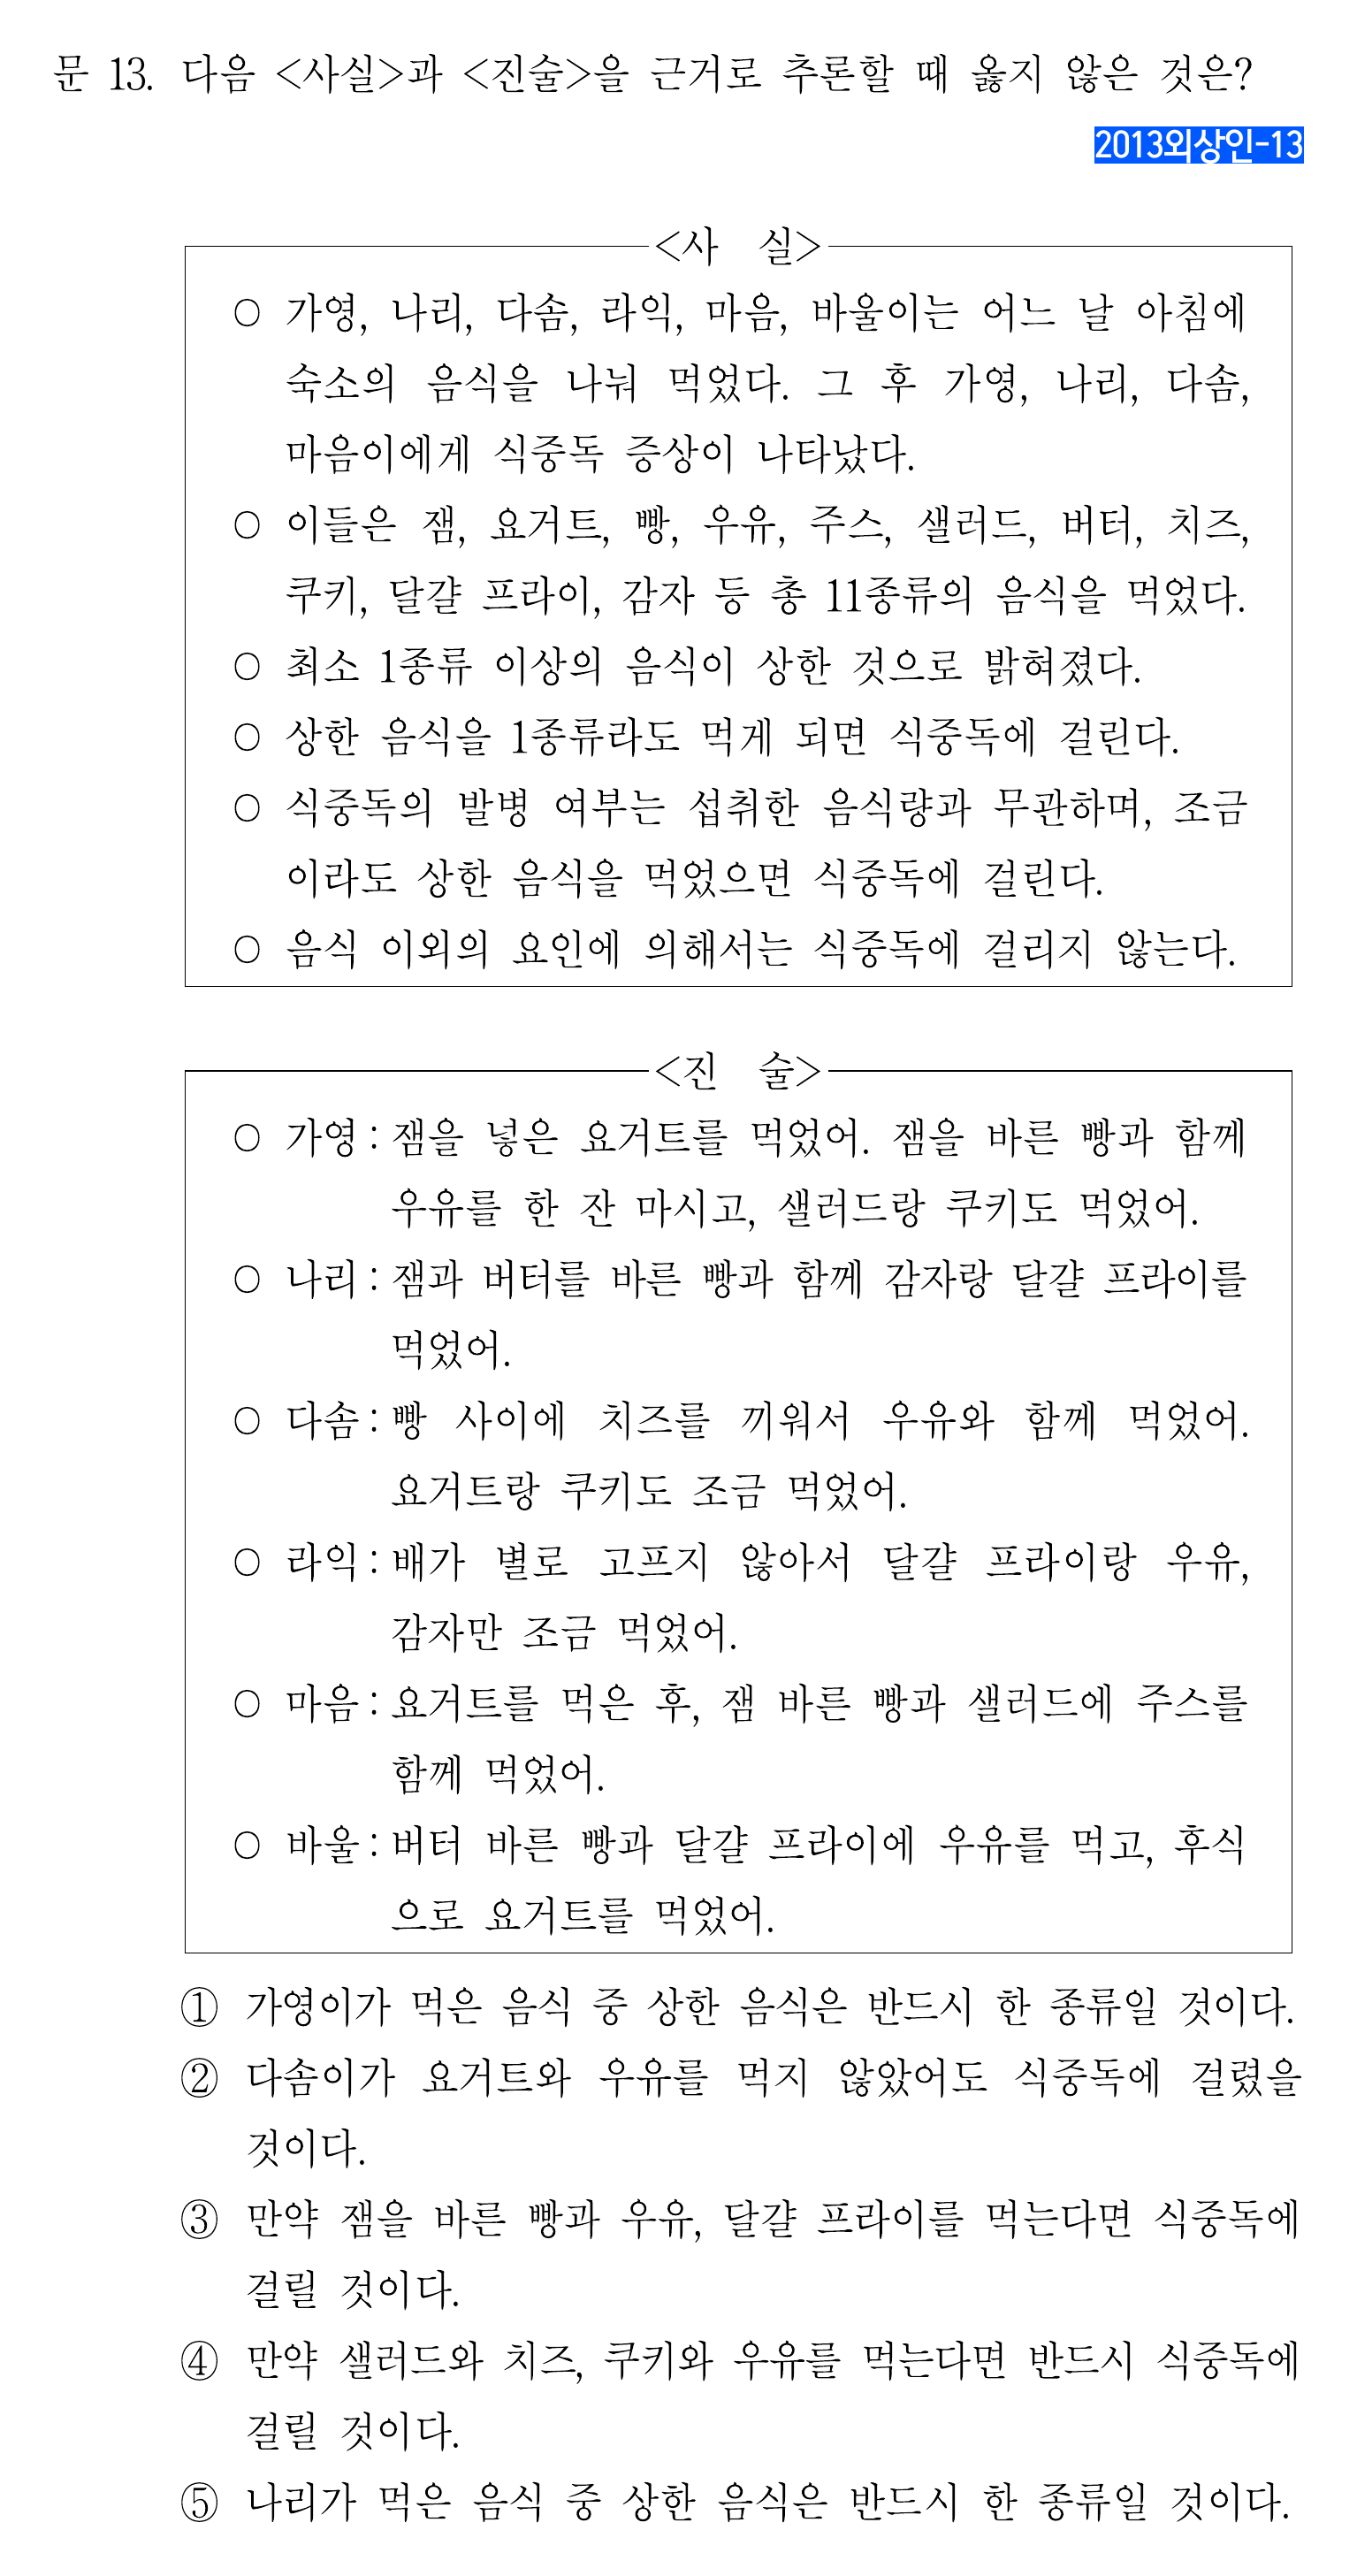 문 13. 다음 <사실>과 <진술>을 근거로 추론할 때 옳지 않은 것은?
2013외상인-13
<사 실>
○ 가영, 나리, 다솜, 라익, 마음, 바울이는 어느 날 아침에
숙소의 음식을 나눠 먹었다. 그 후 가영, 나리, 다솜,
마음이에게 식중독 증상이 나타났다.
○ 이들은 잼, 요거트, 빵, 우유, 주스, 샐러드, 버터, 치즈,
쿠키, 달걀 프라이, 감자 등 총 11종류의 음식을 먹었다.
○ 최소 1종류 이상의 음식이 상한 것으로 밝혀졌다.
○ 상한 음식을 1종류라도 먹게 되면 식중독에 걸린다.
○ 식중독의 발병 여부는 섭취한 음식량과 무관하며, 조금
이라도 상한 음식을 먹었으면 식중독에 걸린다.
○ 음식 이외의 요인에 의해서는 식중독에 걸리지 않는다.
<진 술>
○ 가영 : 잼을 넣은 요거트를 먹었어. 잼을 바른 빵과 함께
우유를 한 잔 마시고, 샐러드랑 쿠키도 먹었어.
○ 나리 : 잼과 버터를 바른 빵과 함께 감자랑 달걀 프라이를
먹었어.
○ 다솜 : 빵 사이에 치즈를 끼워서 우유와 함께 먹었어.
요거트랑 쿠키도 조금 먹었어.
○ 라익 : 배가 별로 고프지 않아서 달걀 프라이랑 우유,
감자만 조금 먹었어.
○ 마음 : 요거트를 먹은 후, 잼 바른 빵과 샐러드에 주스를
함께 먹었어.
○ 바울 : 버터 바른 빵과 달걀 프라이에 우유를 먹고, 후식
으로 요거트를 먹었어.
① 가영이가 먹은 음식 중 상한 음식은 반드시 한 종류일 것이다.
② 다솜이가 요거트와 우유를 먹지 않았어도 식중독에 걸렸을
것이다.
③ 만약 잼을 바른 빵과 우유, 달걀 프라이를 먹는다면 식중독에
걸릴 것이다.
④ 만약 샐러드와 치즈, 쿠키와 우유를 먹는다면 반드시 식중독에
걸릴 것이다.
⑤ 나리가 먹은 음식 중 상한 음식은 반드시 한 종류일 것이다.